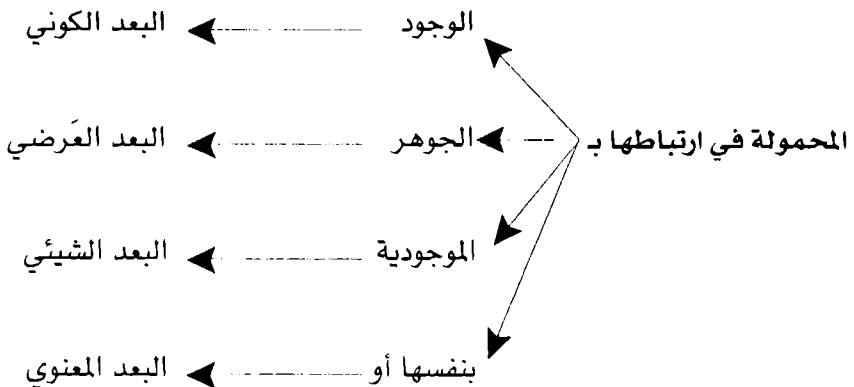 الوجود البعد الكوني
المحمولة في ارتباطها بـ الجوهر البعد العَرضي
الموجودية البعد الشيئي
بنفسها أو البعد المعنوي